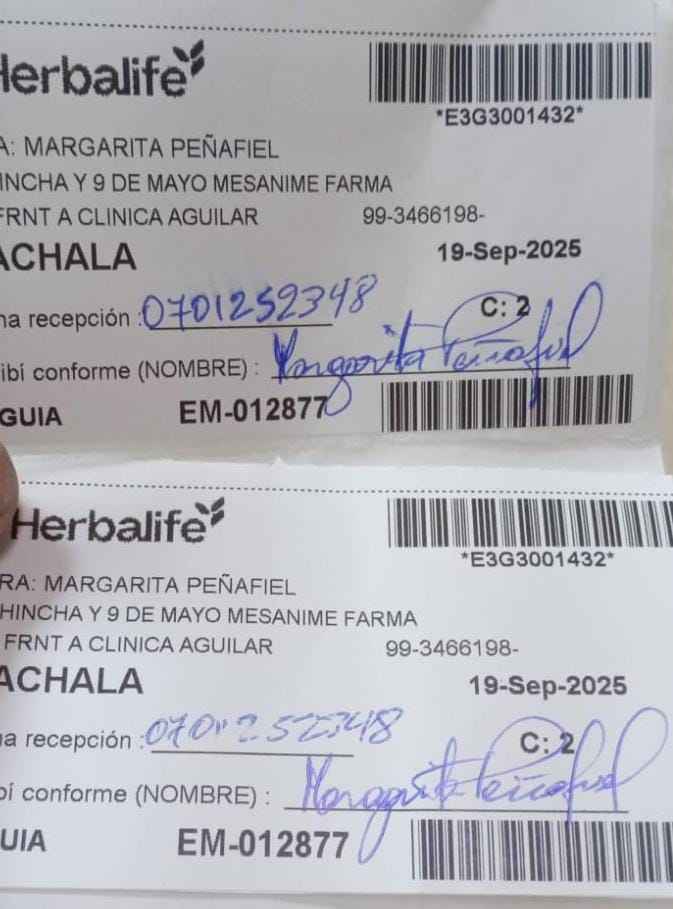 Herbalife
*E3G3001432*
A: MARGARITA PEÑAFIEL
INCHA Y 9 DE MAYO MESANIME FARMA
FRNT A CLINICA AGUILAR 99-3466198-
ACHALA 19-Sep-2025
na recepción : 0701252348 C: 2
ibí conforme (NOMBRE) : Margarita Peñafiel
GUIA EM-012877
Herbalife
*E3G3001432*
RA: MARGARITA PEÑAFIEL
HINCHA Y 9 DE MAYO MESANIME FARMA
FRNT A CLINICA AGUILAR 99-3466198-
ACHALA 19-Sep-2025
na recepción : 0701252348 C: 2
bí conforme (NOMBRE) : Margarita Peñafiel
UIA EM-012877